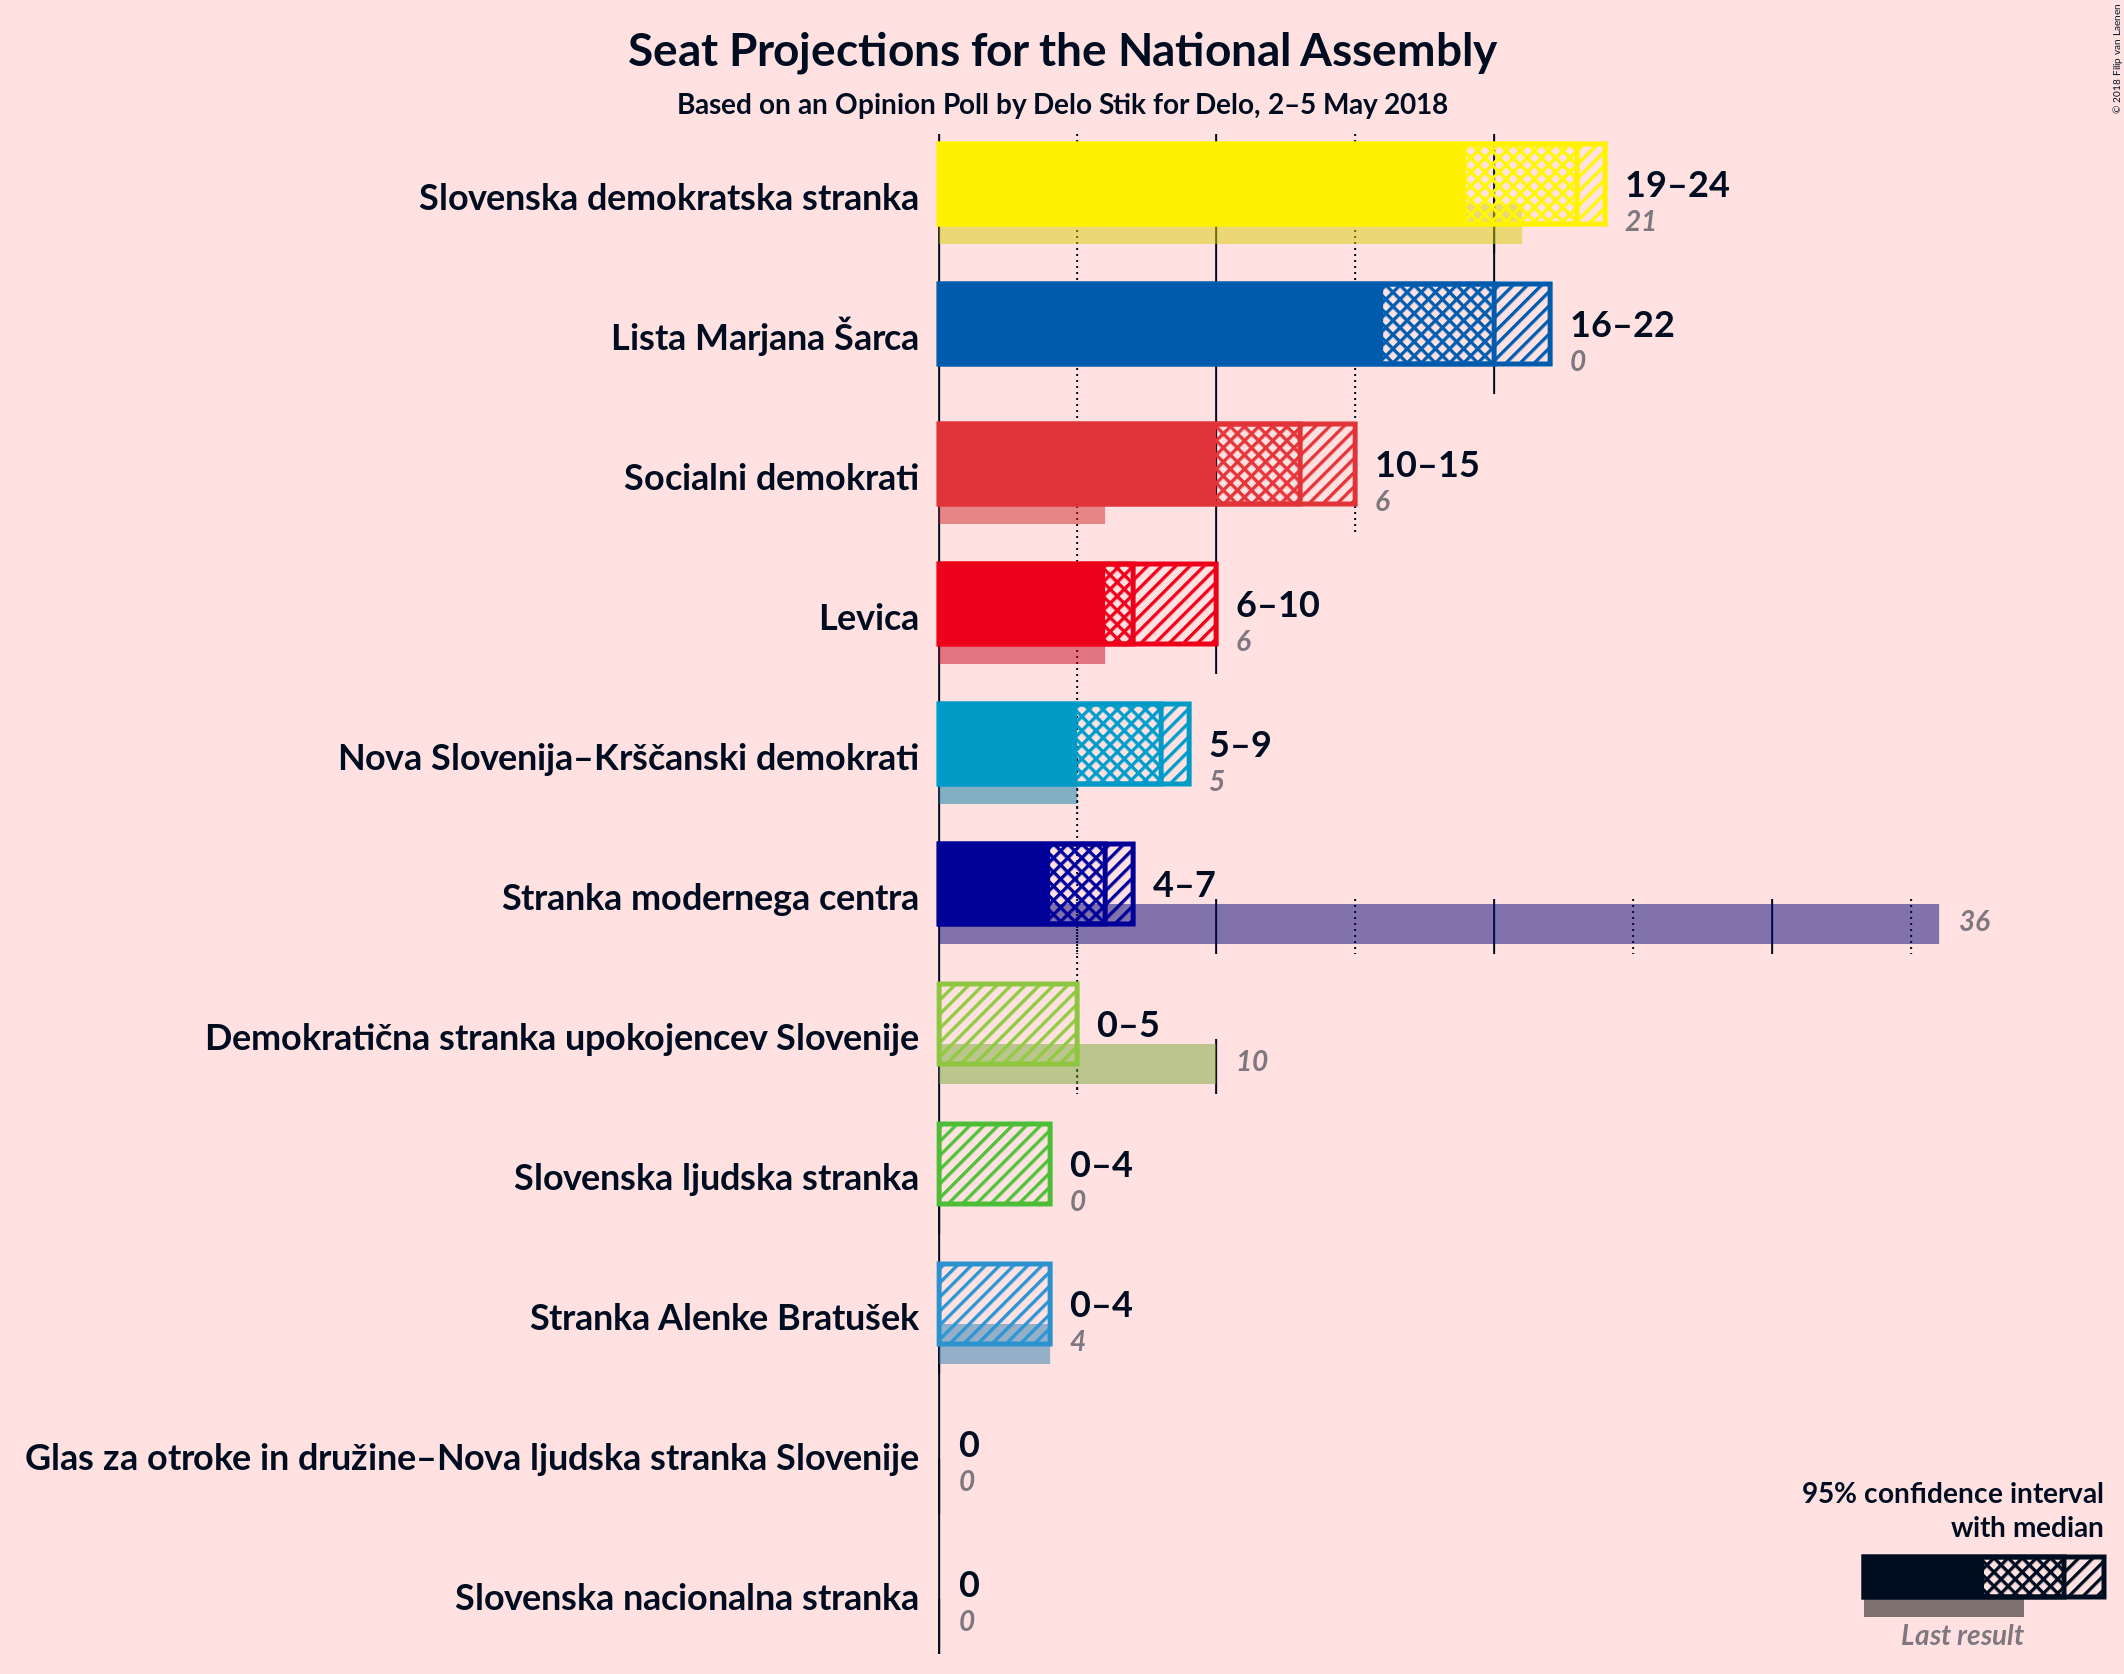 Seat Projections for the National Assembly
Based on an Opinion Poll by Delo Stik for Delo, 2–5 May 2018
© 2018 Filip van Laenen
Slovenska demokratska stranka
19–24
21
Lista Marjana Šarca
16–22
0
Socialni demokrati
10–15
6
Levica
6–10
6
Nova Slovenija–Krščanski demokrati
5–9
5
Stranka modernega centra
4–7
36
Demokratična stranka upokojencev Slovenije
0–5
10
Slovenska ljudska stranka
0–4
0
Stranka Alenke Bratušek
0–4
4
Glas za otroke in družine–Nova ljudska stranka Slovenije
0
0
Slovenska nacionalna stranka
0
0
95% confidence interval
with median
Last result